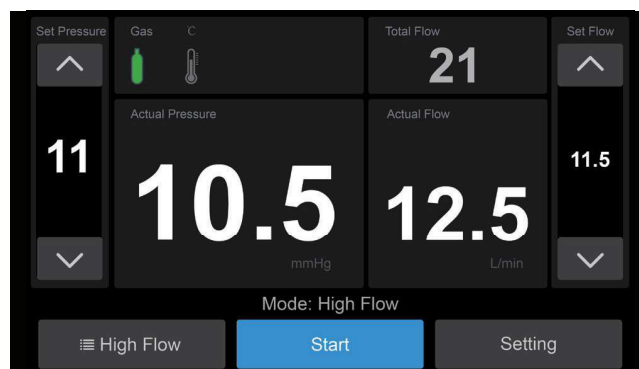 Set Pressure
Gas
℃
Total Flow
Set Flow
21
Actual Pressure
Actual Flow
11
10.5
12.5
11.5
mmHg
L/min
Mode: High Flow
High Flow
Start
Setting